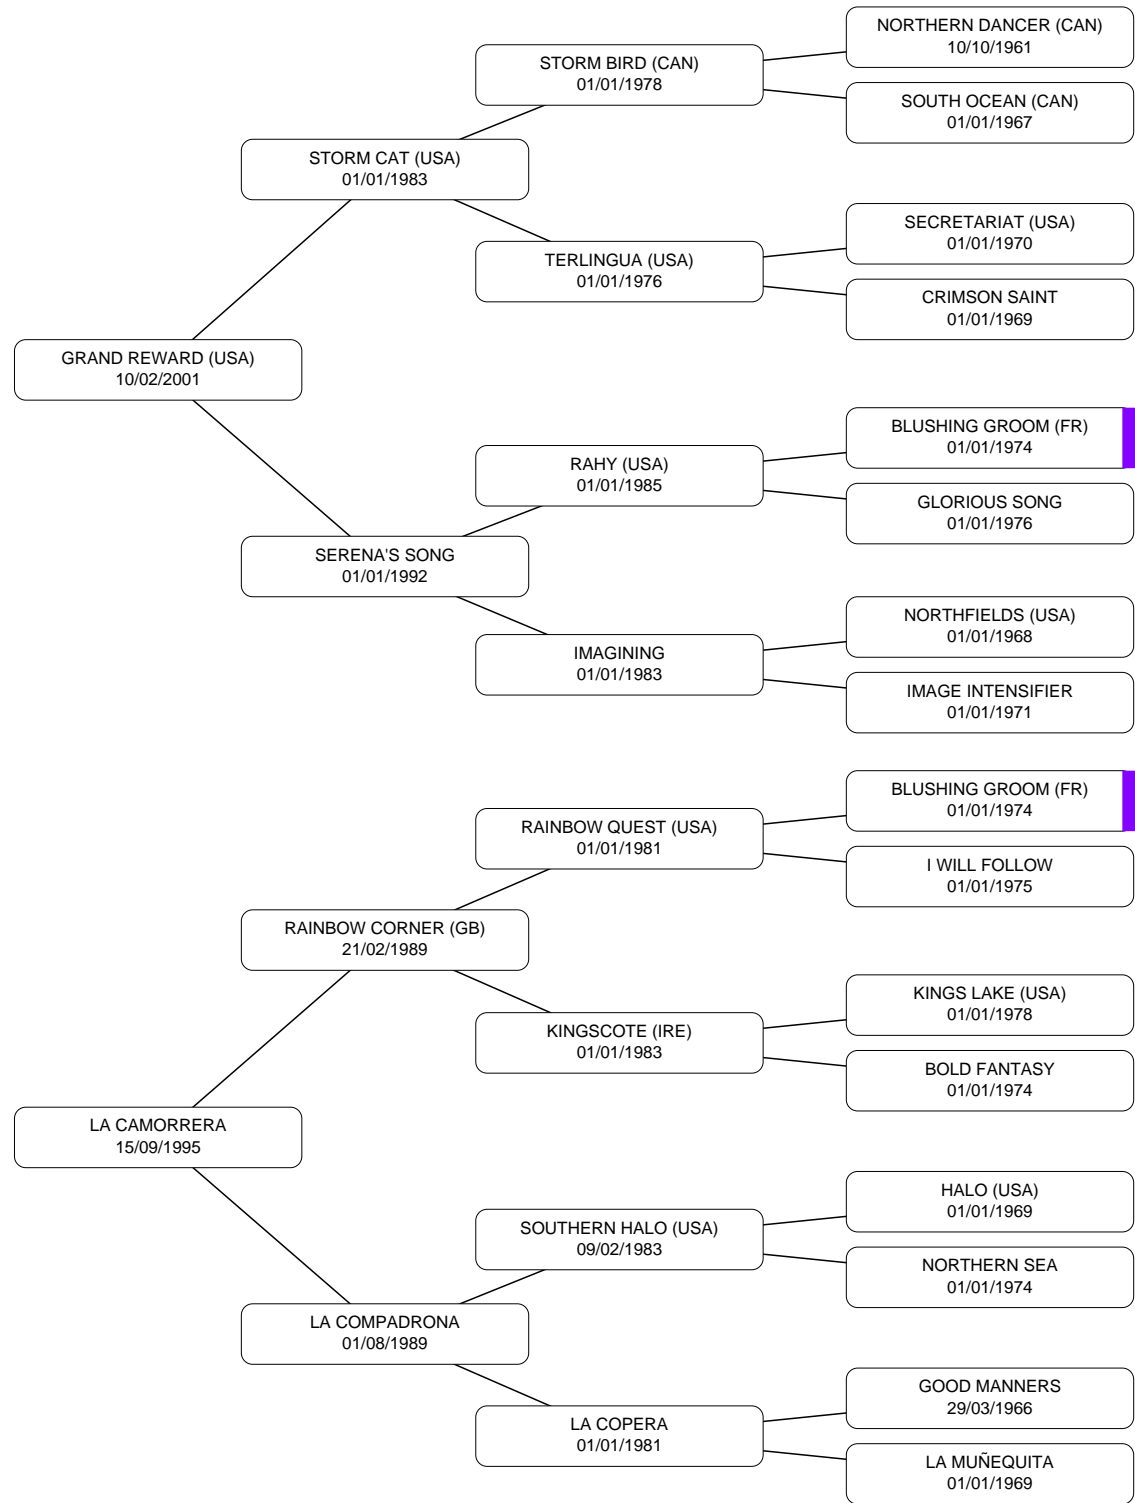 NORTHERN DANCER (CAN)
10/10/1961
STORM BIRD (CAN)
01/01/1978
SOUTH OCEAN (CAN)
01/01/1967
STORM CAT (USA)
01/01/1983
SECRETARIAT (USA)
01/01/1970
TERLINGUA (USA)
01/01/1976
CRIMSON SAINT
01/01/1969
GRAND REWARD (USA)
10/02/2001
BLUSHING GROOM (FR)
01/01/1974
RAHY (USA)
01/01/1985
GLORIOUS SONG
01/01/1976
SERENA'S SONG
01/01/1992
NORTHFIELDS (USA)
01/01/1968
IMAGINING
01/01/1983
IMAGE INTENSIFIER
01/01/1971
BLUSHING GROOM (FR)
01/01/1974
RAINBOW QUEST (USA)
01/01/1981
I WILL FOLLOW
01/01/1975
RAINBOW CORNER (GB)
21/02/1989
KINGS LAKE (USA)
01/01/1978
KINGSCOTE (IRE)
01/01/1983
BOLD FANTASY
01/01/1974
LA CAMORRERA
15/09/1995
HALO (USA)
01/01/1969
SOUTHERN HALO (USA)
09/02/1983
NORTHERN SEA
01/01/1974
LA COMPADRONA
01/08/1989
GOOD MANNERS
29/03/1966
LA COPERA
01/01/1981
LA MUÑEQUITA
01/01/1969